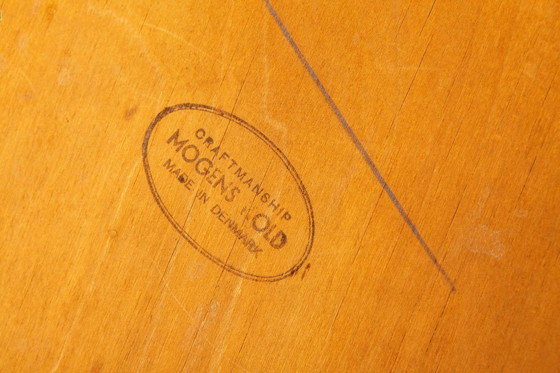 CRAFTMANSHIP
MOGENS KOLD
MADE IN DENMARK